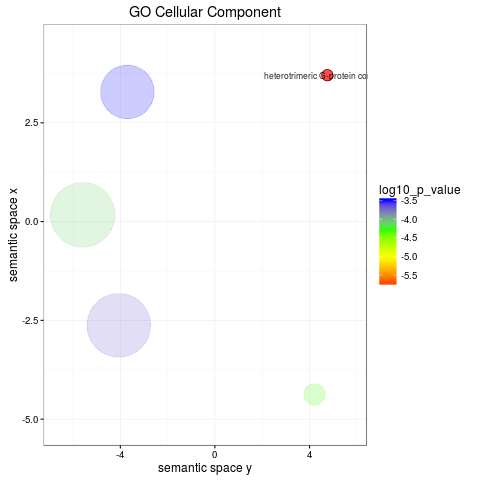 GO Cellular Component
heterotrimeric G-protein co
2.5
0.0
-2.5
-5.0
semantic space x
-4
0
4
semantic space y
log10_p_value
-3.5
-4.0
-4.5
-5.0
-5.5